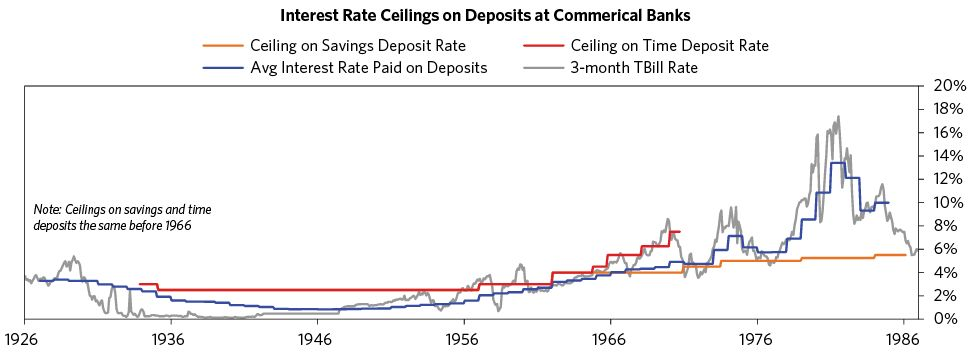 Interest Rate Ceilings on Deposits at Commerical Banks
Ceiling on Savings Deposit Rate
Ceiling on Time Deposit Rate
Avg Interest Rate Paid on Deposits
3-month TBill Rate
20%
18%
16%
14%
12%
10%
8%
6%
4%
2%
0%
Note: Ceilings on savings and time
deposits the same before 1966
1926
1936
1946
1956
1966
1976
1986